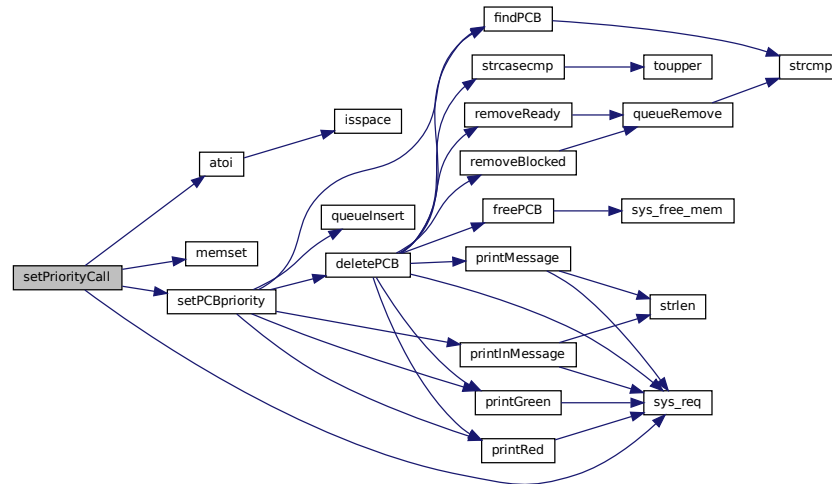 findPCB
strcasecmp
toupper
strcmp
removeReady
queueRemove
isspace
atoi
removeBlocked
queueInsert
freePCB
sys_free_mem
memset
deletePCB
printMessage
setPriorityCall
setPCBpriority
strlen
printlnMessage
printGreen
sys_req
printRed